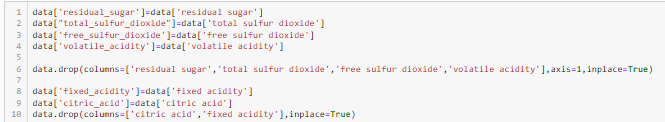 1 data['residual_sugar']=data['residual sugar']
2 data["total_sulfur_dioxide"]=data['total sulfur dioxide']
3 data['free_sulfur_dioxide']=data['free sulfur dioxide']
4 data['volatile_acidity']=data['volatile acidity']
5
6 data.drop(columns=['residual sugar','total sulfur dioxide','free sulfur dioxide','volatile acidity'],axis=1,inplace=True)
7
8 data['fixed_acidity']=data['fixed acidity']
9 data['citric_acid']=data['citric acid']
10 data.drop(columns=['citric acid','fixed acidity'],inplace=True)